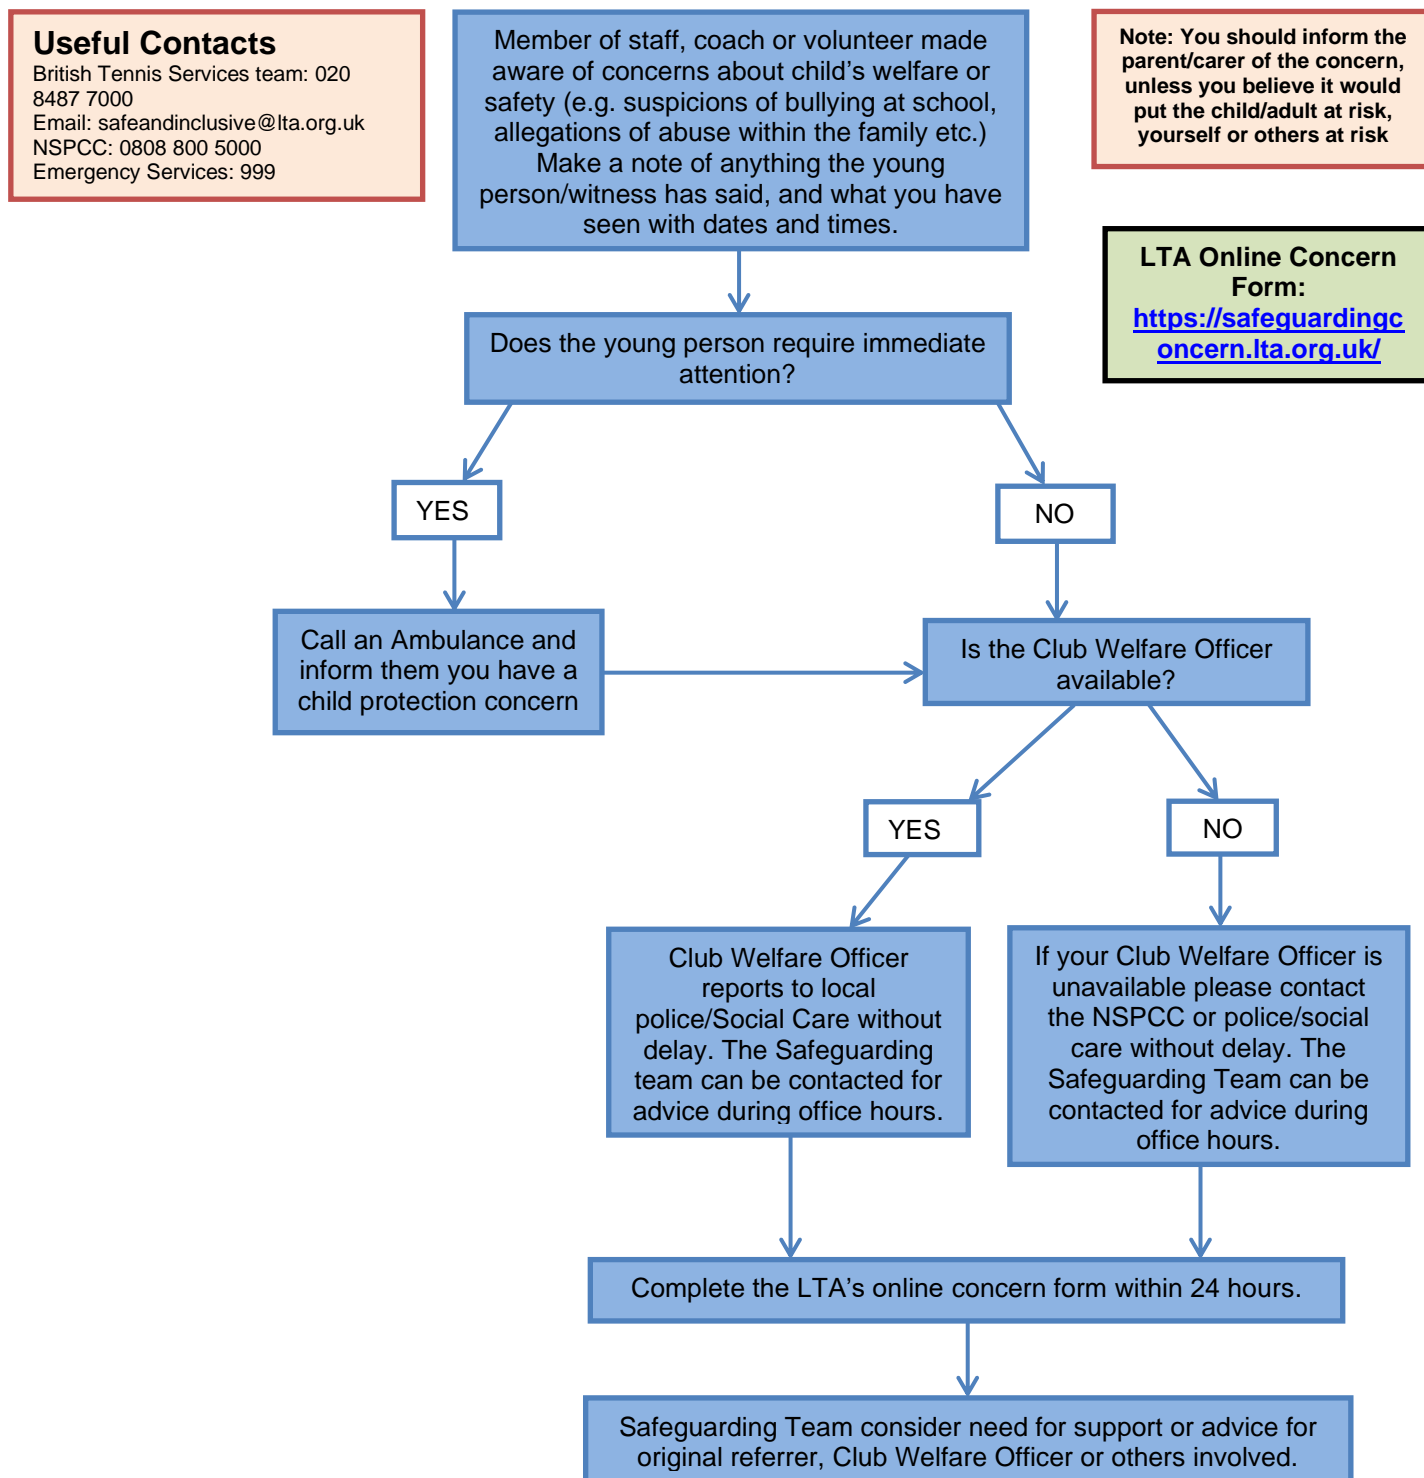 Useful Contacts
British Tennis Services team: 020
8487 7000
Email: safeandinclusive@lta.org.uk
NSPCC: 0808 800 5000
Emergency Services: 999
Member of staff, coach or volunteer made
aware of concerns about child’s welfare or
safety (e.g. suspicions of bullying at school,
allegations of abuse within the family etc.)
Make a note of anything the young
person/witness has said, and what you have
seen with dates and times.
Note: You should inform the
parent/carer of the concern,
unless you believe it would
put the child/adult at risk,
yourself or others at risk
LTA Online Concern
Form:
https://safeguardingc
oncern.lta.org.uk/
Does the young person require immediate
attention?
YES
NO
Call an Ambulance and
inform them you have a
child protection concern
Is the Club Welfare Officer
available?
YES
NO
Club Welfare Officer
reports to local
police/Social Care without
delay. The Safeguarding
team can be contacted for
advice during office hours.
If your Club Welfare Officer is
unavailable please contact
the NSPCC or police/social
care without delay. The
Safeguarding Team can be
contacted for advice during
office hours.
Complete the LTA’s online concern form within 24 hours.
Safeguarding Team consider need for support or advice for
original referrer, Club Welfare Officer or others involved.